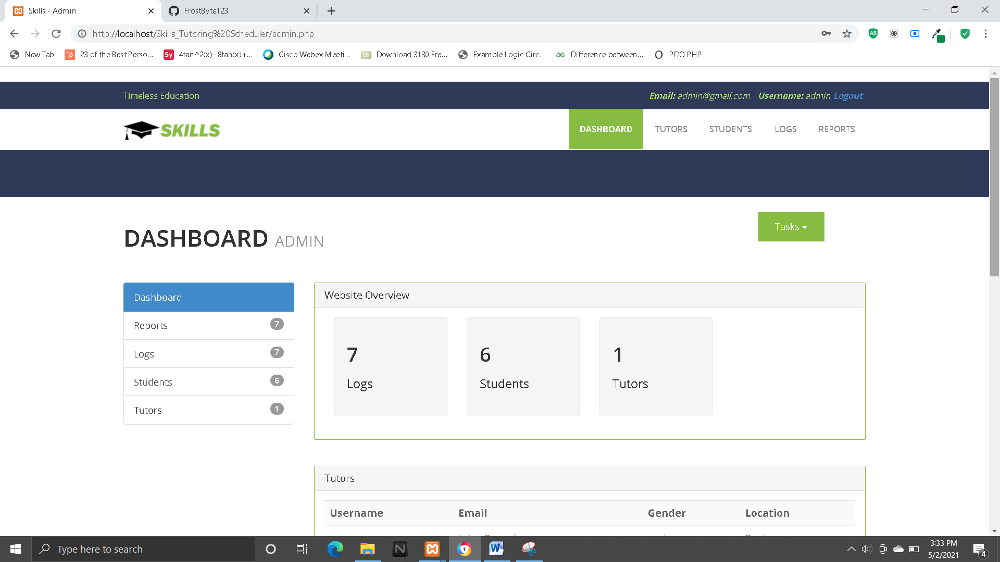 Skills - Admin
FrostByte123
http://localhost/Skills_Tutoring%20Scheduler/admin.php
AB
New Tab
23 of the Best Perso...
Sy
4tan^2(x)- 8tan(x)+...
Cisco Webex Meeti...
CSS
Download 3130 Fre...
Example Logic Circ...
Difference between...
PDO PHP
Timeless Education
Email: admin@gmail.com Username: admin Logout
SKILLS
DASHBOARD
TUTORS
STUDENTS
LOGS
REPORTS
DASHBOARD ADMIN
Tasks
Dashboard
Reports 7
Logs 7
Students 6
Tutors 1
Website Overview
7
Logs
6
Students
1
Tutors
Tutors
Username Email Gender Location
Type here to search
3:33 PM
5/2/2021
4